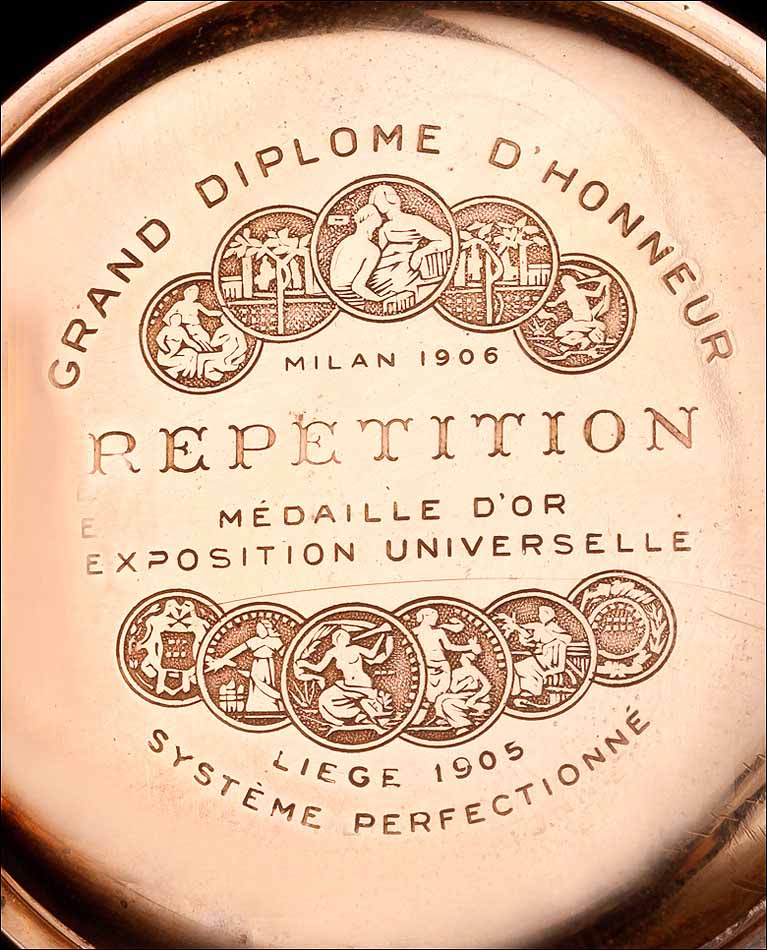 GRAND DIPLOME D'HONNEUR
MILAN 1906
REPETITION
MÉDAILLE D'OR
EXPOSITION UNIVERSELLE
LIEGE 1905
SYSTÈME PERFECTIONNÉ